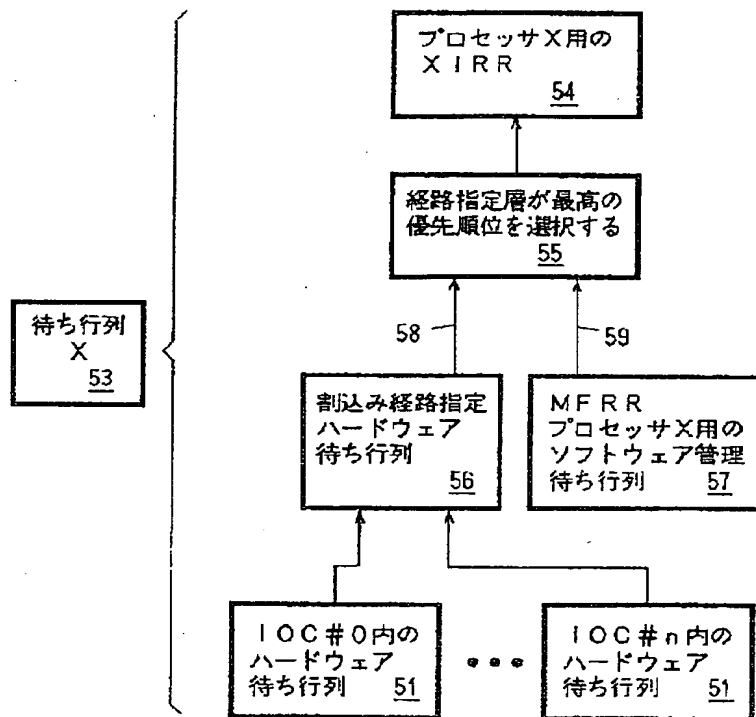 プロセッサX用の
XIRR
54
経路指定層が最高の
優先順位を選択する
55
58
59
待ち行列
X
53
割込み経路指定
ハードウェア
待ち行列
56
MFRR
プロセッサX用の
ソフトウェア管理
待ち行列
57
IOC#0内の
ハードウェア
待ち行列 51
•••
IOC#n内の
ハードウェア
待ち行列 51